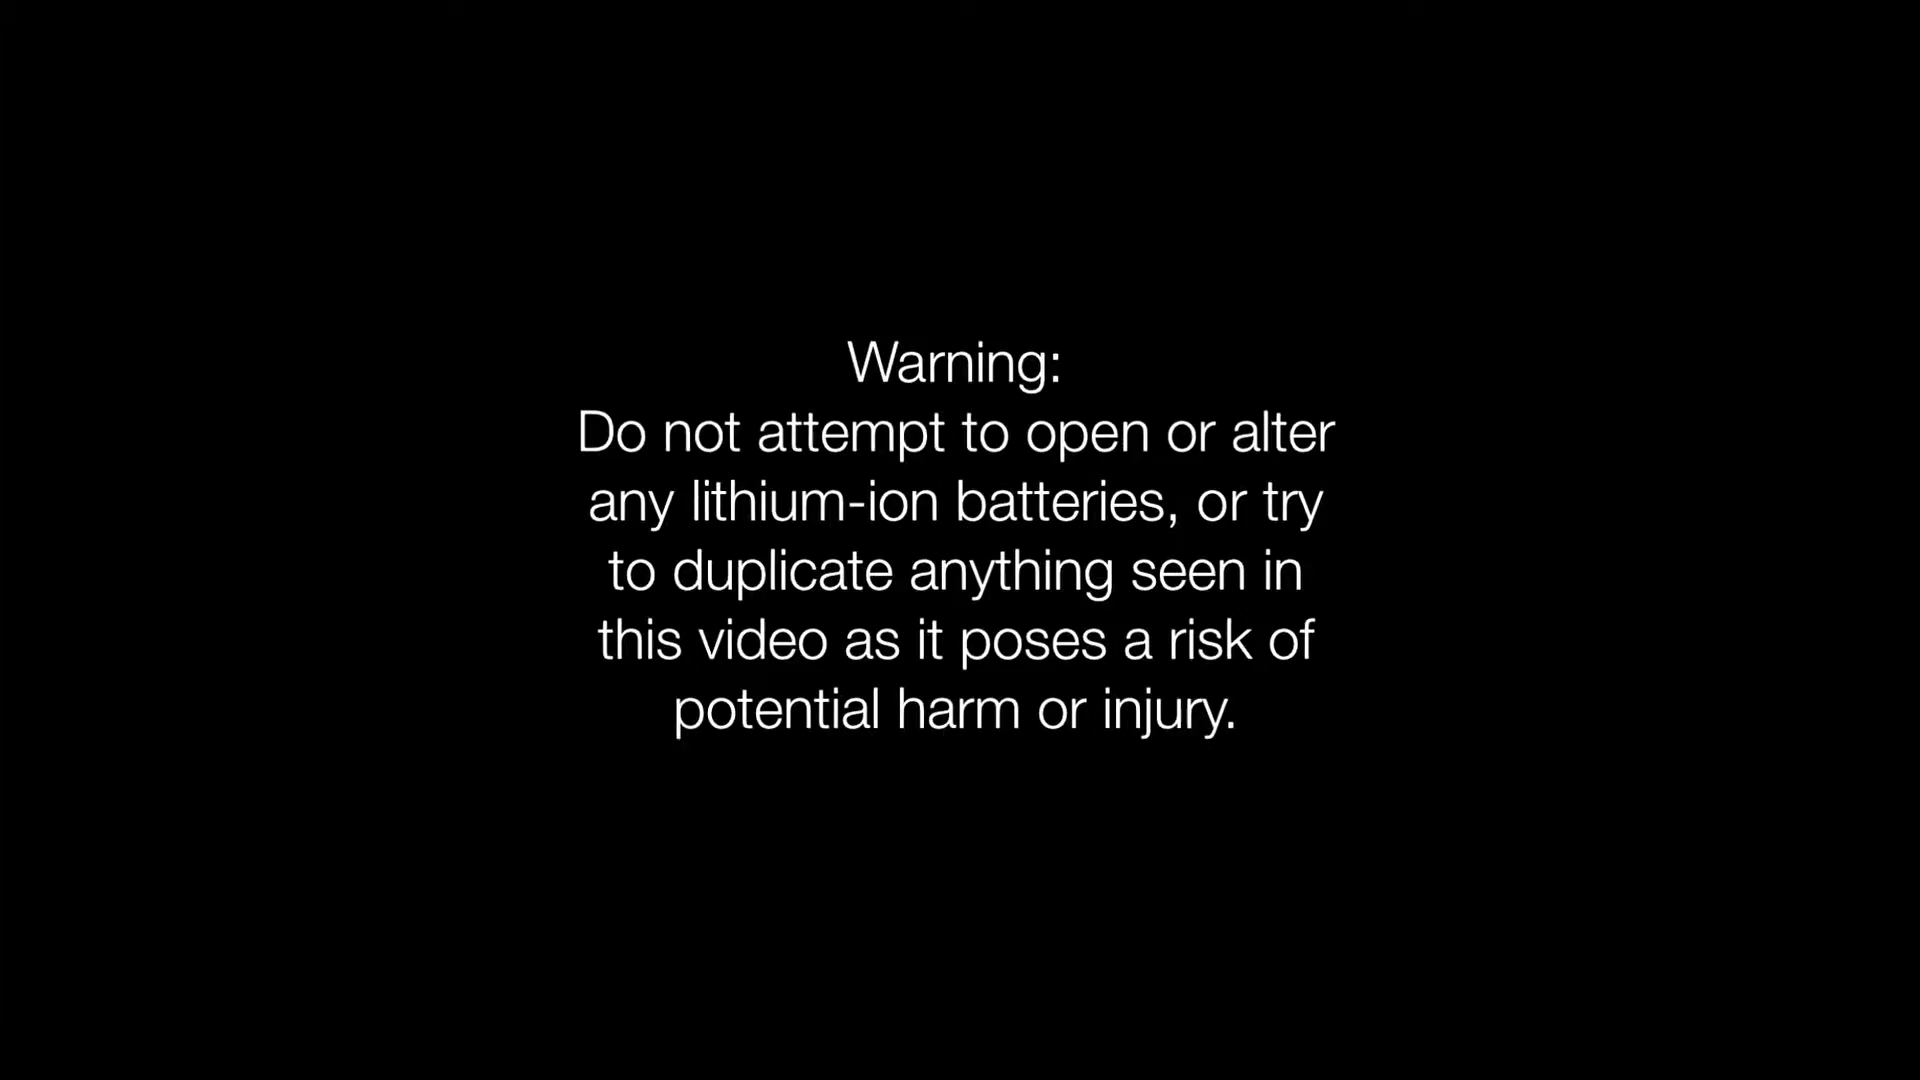 Warning:
Do not attempt to open or alter
any lithium-ion batteries, or try
to duplicate anything seen in
this video as it poses a risk of
potential harm or injury.